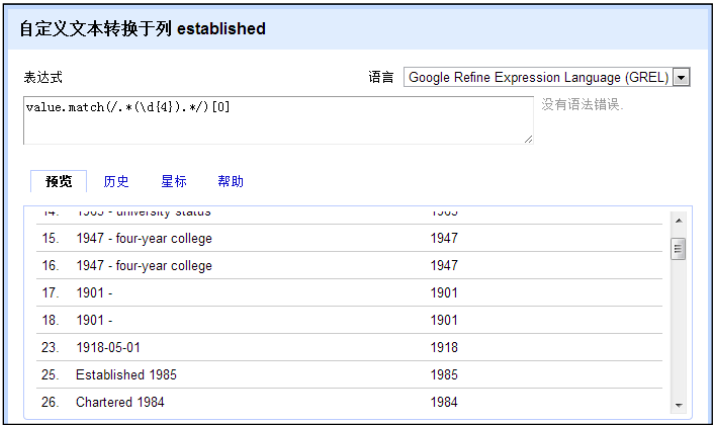 自定义文本转换于列 established
表达式 语言 Google Refine Expression Language (GREL)
value.match(/.*(\d{4}).*/)[0] 没有语法错误.
预览 历史 星标 帮助
15. 1947 - four-year college 1947
16. 1947 - four-year college 1947
17. 1901 - 1901
18. 1901 - 1901
23. 1918-05-01 1918
25. Established 1985 1985
26. Chartered 1984 1984